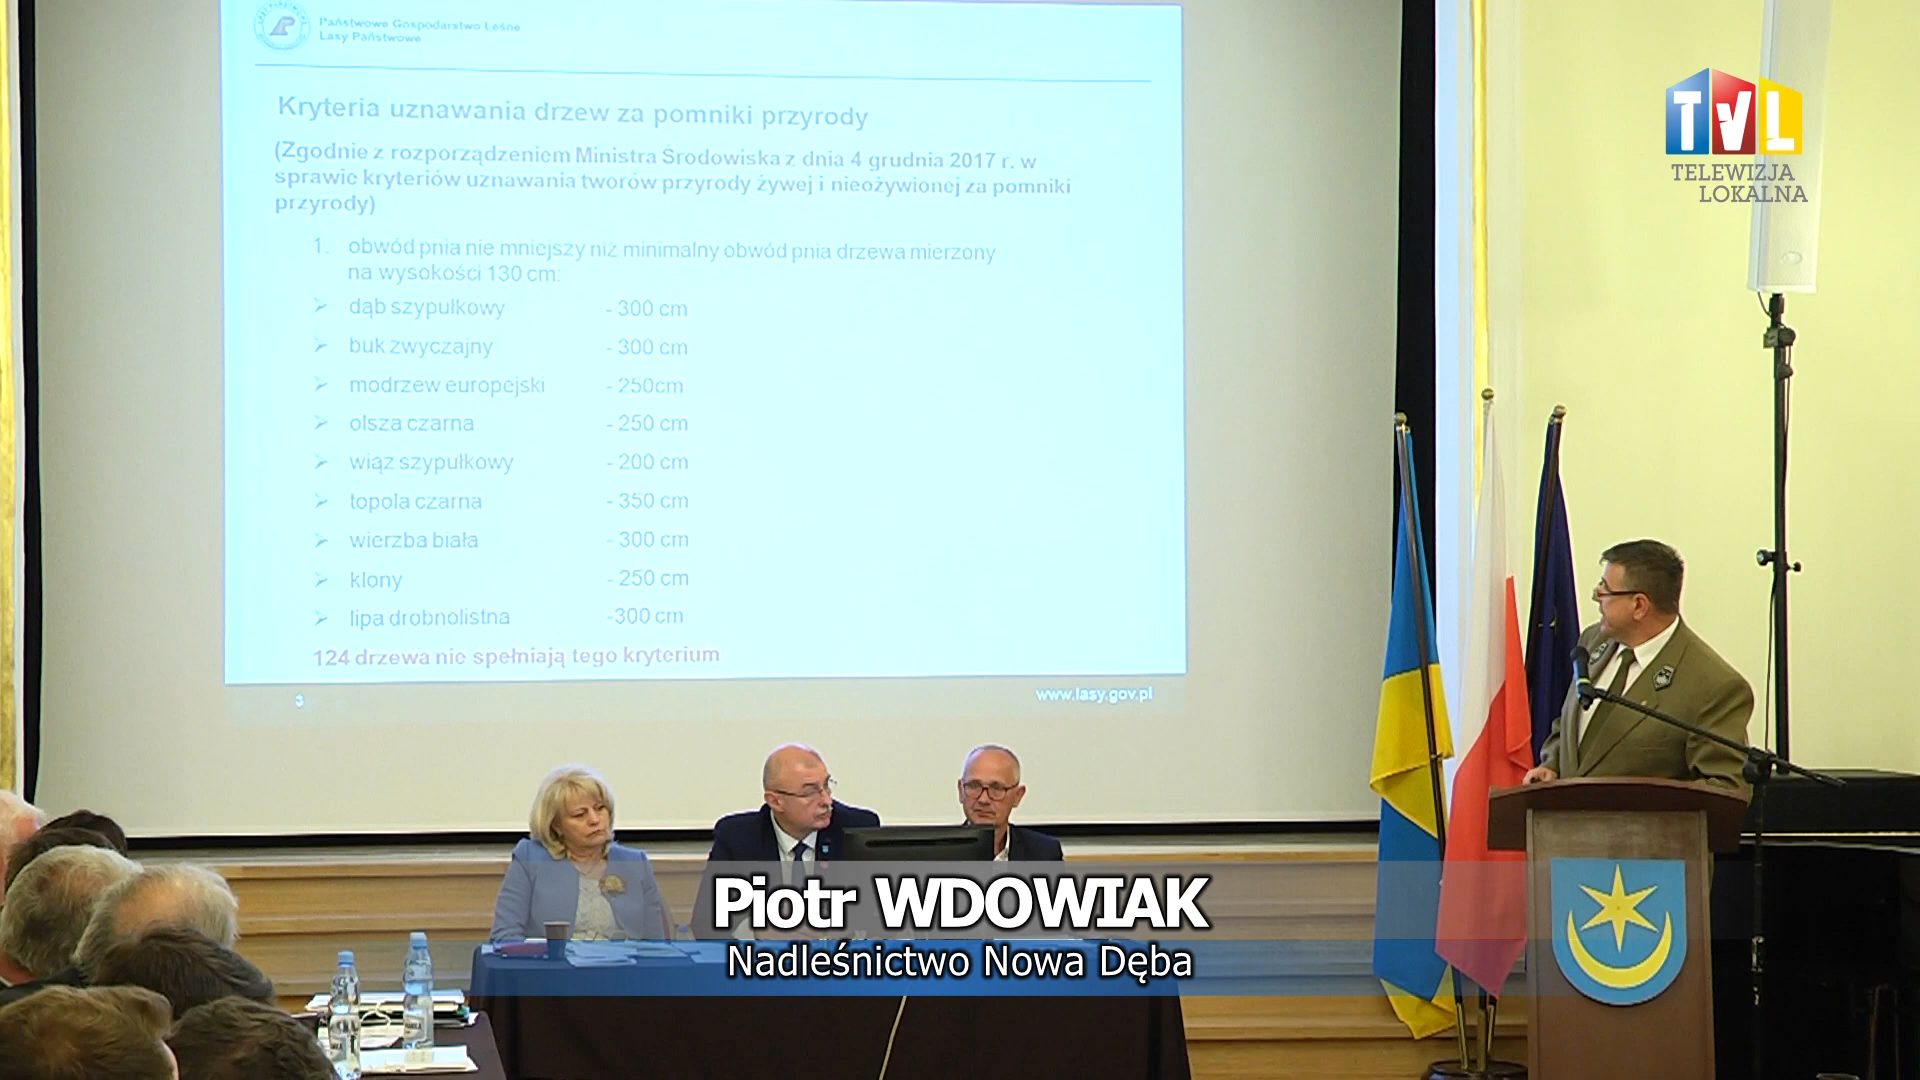 Państwowe Gospodarstwo Leśne
Lasy Państwowe
Kryteria uznawania drzew za pomniki przyrody
(Zgodnie z rozporządzeniem Ministra Środowiska z dnia 4 grudnia 2017 r. w
sprawie kryteriów uznawania tworów przyrody żywej i nieożywionej za pomniki
przyrody)
1. obwód pnia nie mniejszy niż minimalny obwód pnia drzewa mierzony
na wysokości 130 cm:
➢ dąb szypułkowy - 300 cm
➢ buk zwyczajny - 300 cm
➢ modrzew europejski - 250cm
➢ olsza czarna - 250 cm
➢ wiąz szypułkowy - 200 cm
➢ topola czarna - 350 cm
➢ wierzba biała - 300 cm
➢ klony - 250 cm
➢ lipa drobnolistna -300 cm
124 drzewa nie spełniają tego kryterium
3 www.lasy.gov.pl
TVL
TELEWIZJA
LOKALNA
Piotr WDOWIAK
Nadleśnictwo Nowa Dęba